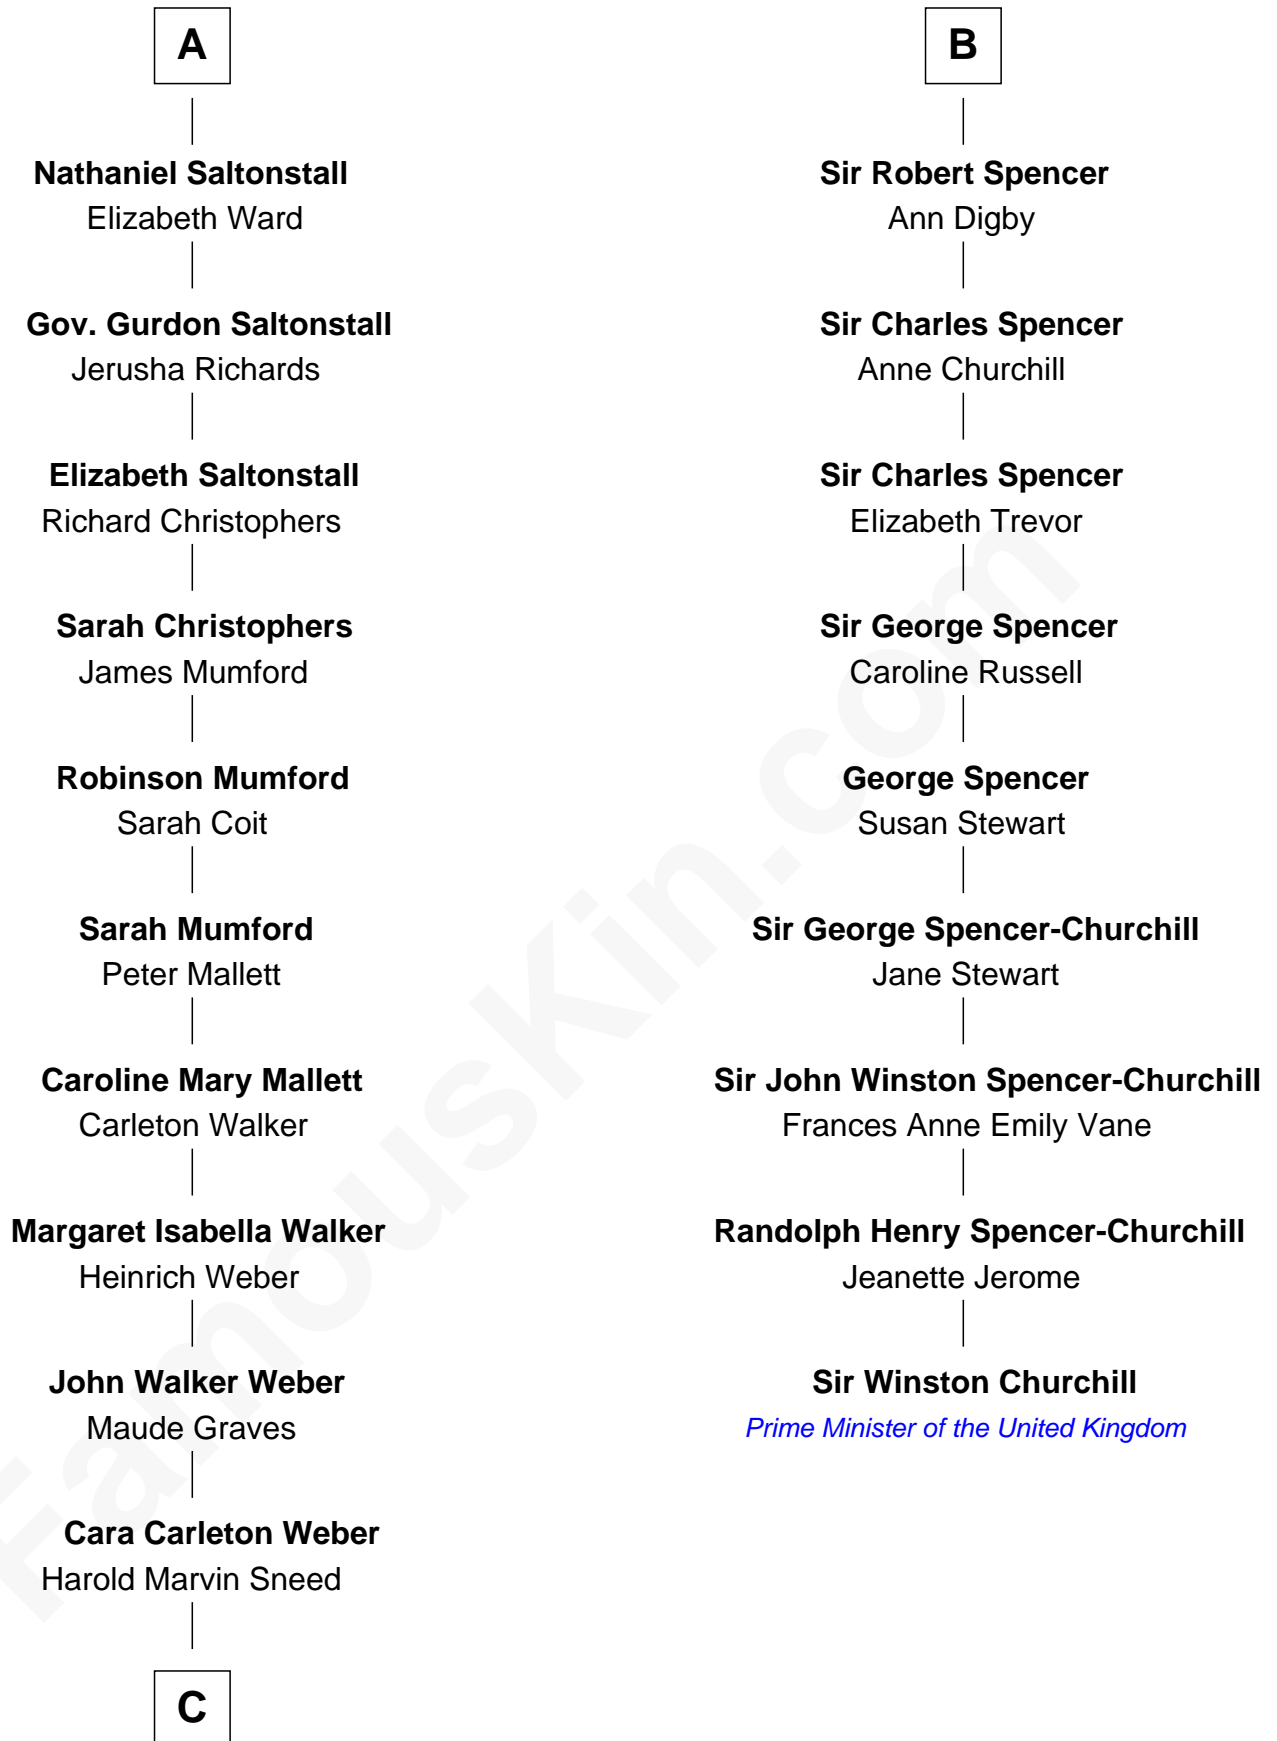 A
Nathaniel Saltonstall
Elizabeth Ward
Gov. Gurdon Saltonstall
Jerusha Richards
Elizabeth Saltonstall
Richard Christophers
Sarah Christophers
James Mumford
Robinson Mumford
Sarah Coit
Sarah Mumford
Peter Mallett
Caroline Mary Mallett
Carleton Walker
Margaret Isabella Walker
Heinrich Weber
John Walker Weber
Maude Graves
Cara Carleton Weber
Harold Marvin Sneed
C
B
Sir Robert Spencer
Ann Digby
Sir Charles Spencer
Anne Churchill
Sir Charles Spencer
Elizabeth Trevor
Sir George Spencer
Caroline Russell
George Spencer
Susan Stewart
Sir George Spencer-Churchill
Jane Stewart
Sir John Winston Spencer-Churchill
Frances Anne Emily Vane
Randolph Henry Spencer-Churchill
Jeanette Jerome
Sir Winston Churchill
Prime Minister of the United Kingdom
FamousKin.com